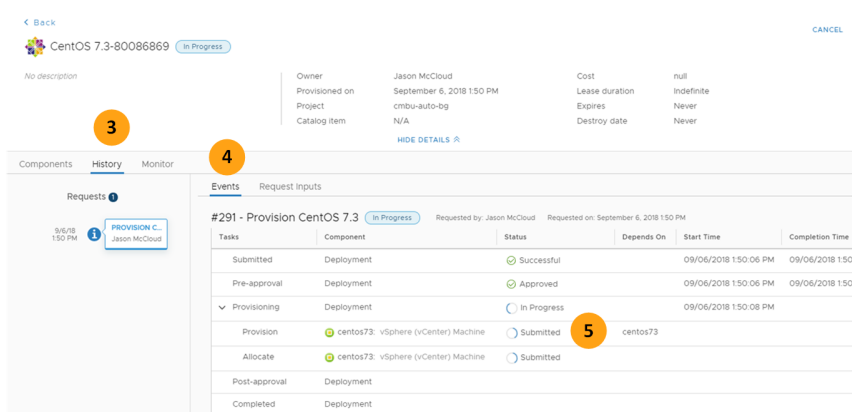 Back
CANCEL
CentOS 7.3-80086869 In Progress
No description
Owner Jason McCloud Cost null
Provisioned on September 6, 2018 1:50 PM Lease duration Indefinite
Project cmbu-auto-bg Expires Never
Catalog item N/A Destroy date Never
3
HIDE DETAILS
4
Components History Monitor
Events Request Inputs
Requests 1
#291 - Provision CentOS 7.3 In Progress Requested by: Jason McCloud Requested on: September 6, 2018 1:50 PM
9/6/18
1:50 PM
PROVISION C...
Jason McCloud
Tasks Component Status Depends On Start Time Completion Time
Submitted Deployment Successful 09/06/2018 1:50:06 PM 09/06/2018 1:50
Pre-approval Deployment Approved 09/06/2018 1:50:06 PM 09/06/2018 1:50
Provisioning Deployment In Progress 09/06/2018 1:50:08 PM
Provision centos73: vSphere (vCenter) Machine Submitted 5 centos73
Allocate centos73: vSphere (vCenter) Machine Submitted
Post-approval Deployment
Completed Deployment